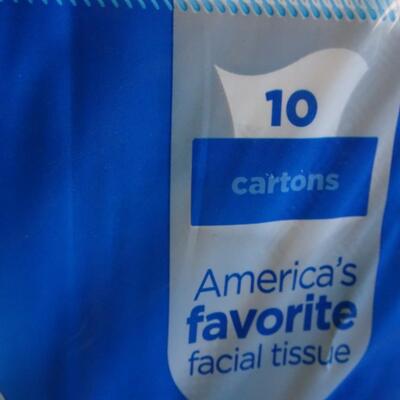 10
cartons
America's
favorite
facial tissue